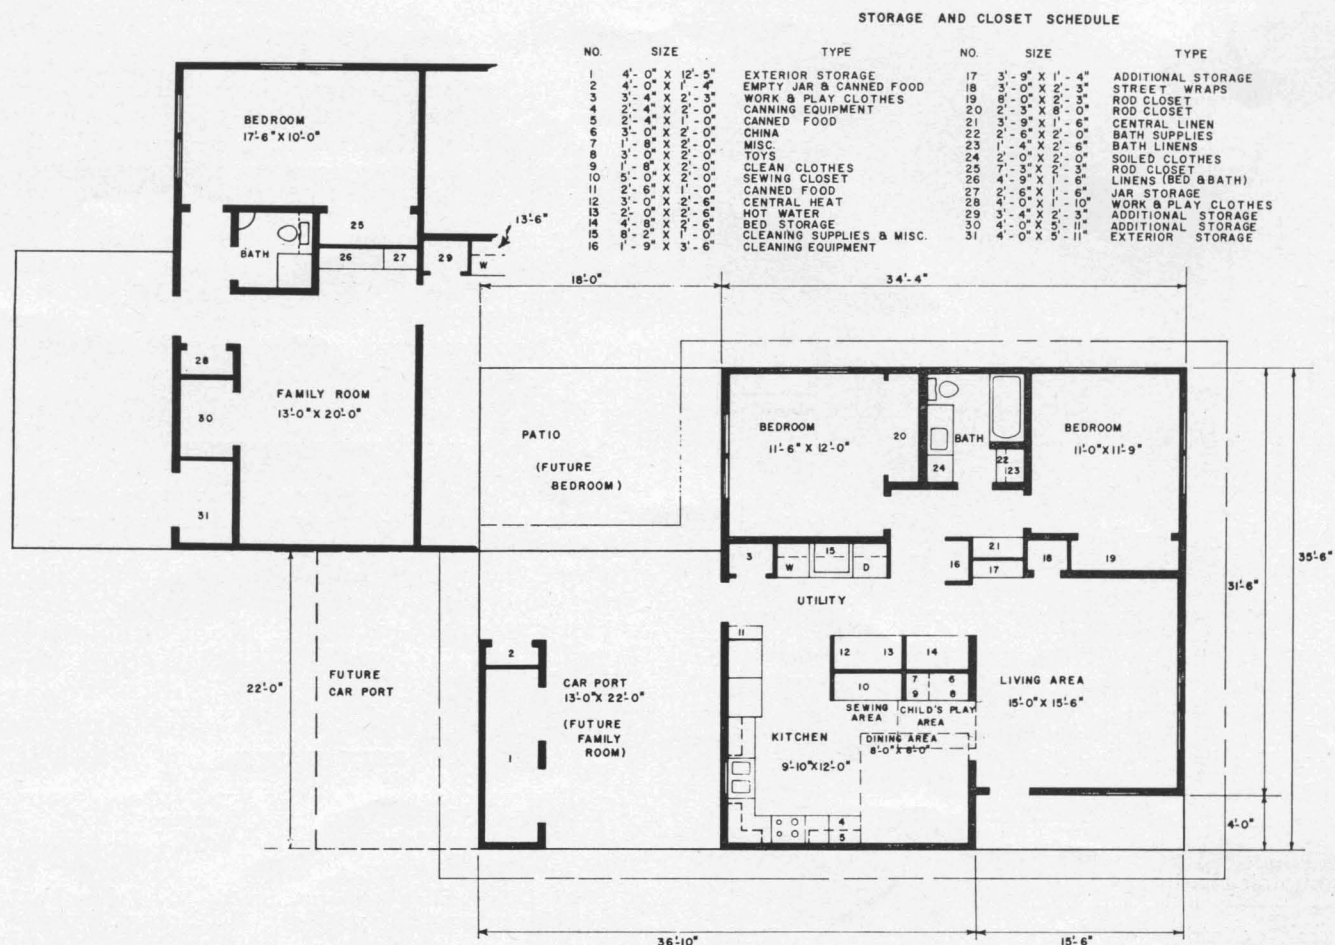 STORAGE AND CLOSET SCHEDULE
NO. SIZE TYPE
1 4'-0" X 12'-5" EXTERIOR STORAGE
2 4'-0" X 1'-4" EMPTY JAR & CANNED FOOD
3 3'-4" X 2'-3" WORK & PLAY CLOTHES
4 2'-4" X 2'-0" CANNING EQUIPMENT
5 2'-4" X 1'-0" CANNED FOOD
6 3'-0" X 2'-0" CHINA
7 1'-8" X 2'-0" MISC.
8 3'-0" X 2'-0" TOYS
9 1'-8" X 2'-0" CLEAN CLOTHES
10 5'-0" X 2'-0" SEWING CLOSET
11 2'-6" X 1'-0" CANNED FOOD
12 3'-0" X 2'-6" CENTRAL HEAT
13 2'-0" X 2'-6" HOT WATER
14 4'-8" X 2'-6" BED STORAGE
15 8'-2" X 1'-0" CLEANING SUPPLIES & MISC.
16 1'-9" X 3'-6" CLEANING EQUIPMENT
NO. SIZE TYPE
17 3'-9" X 1'-4" ADDITIONAL STORAGE
18 3'-0" X 2'-3" STREET WRAPS
19 8'-0" X 2'-3" ROD CLOSET
20 2'-3" X 8'-0" ROD CLOSET
21 3'-9" X 1'-6" CENTRAL LINEN
22 2'-6" X 2'-0" BATH SUPPLIES
23 1'-4" X 2'-6" BATH LINENS
24 2'-0" X 2'-0" SOILED CLOTHES
25 7'-3" X 2'-3" ROD CLOSET
26 4'-9" X 1'-6" LINENS (BED & BATH)
27 2'-6" X 1'-6" JAR STORAGE
28 4'-0" X 1'-10" WORK & PLAY CLOTHES
29 3'-4" X 2'-3" ADDITIONAL STORAGE
30 4'-0" X 5'-11" ADDITIONAL STORAGE
31 4'-0" X 5'-11" EXTERIOR STORAGE
BEDROOM
17'-6" X 10'-0"
25
13'-6"
BATH
26
27
29
W
28
FAMILY ROOM
13'-0" X 20'-0"
30
31
18'-0"
34'-4"
PATIO
(FUTURE
BEDROOM)
BEDROOM
11'-6" X 12'-0"
20
BATH
24
22
23
BEDROOM
11'-0" X 11'-9"
3
W
15
D
16
21
17
18
19
UTILITY
31'-6"
35'-6"
22'-0"
FUTURE
CAR PORT
2
CAR PORT
13'-0" X 22'-0"
(FUTURE
FAMILY
ROOM)
1
11
12
13
14
10
7
6
9
8
SEWING
AREA
CHILD'S PLAY
AREA
LIVING AREA
15'-0" X 15'-6"
KITCHEN
9'-10" X 12'-0"
DINING AREA
8'-0" X 8'-0"
4
5
4'-0"
36'-10"
15'-6"